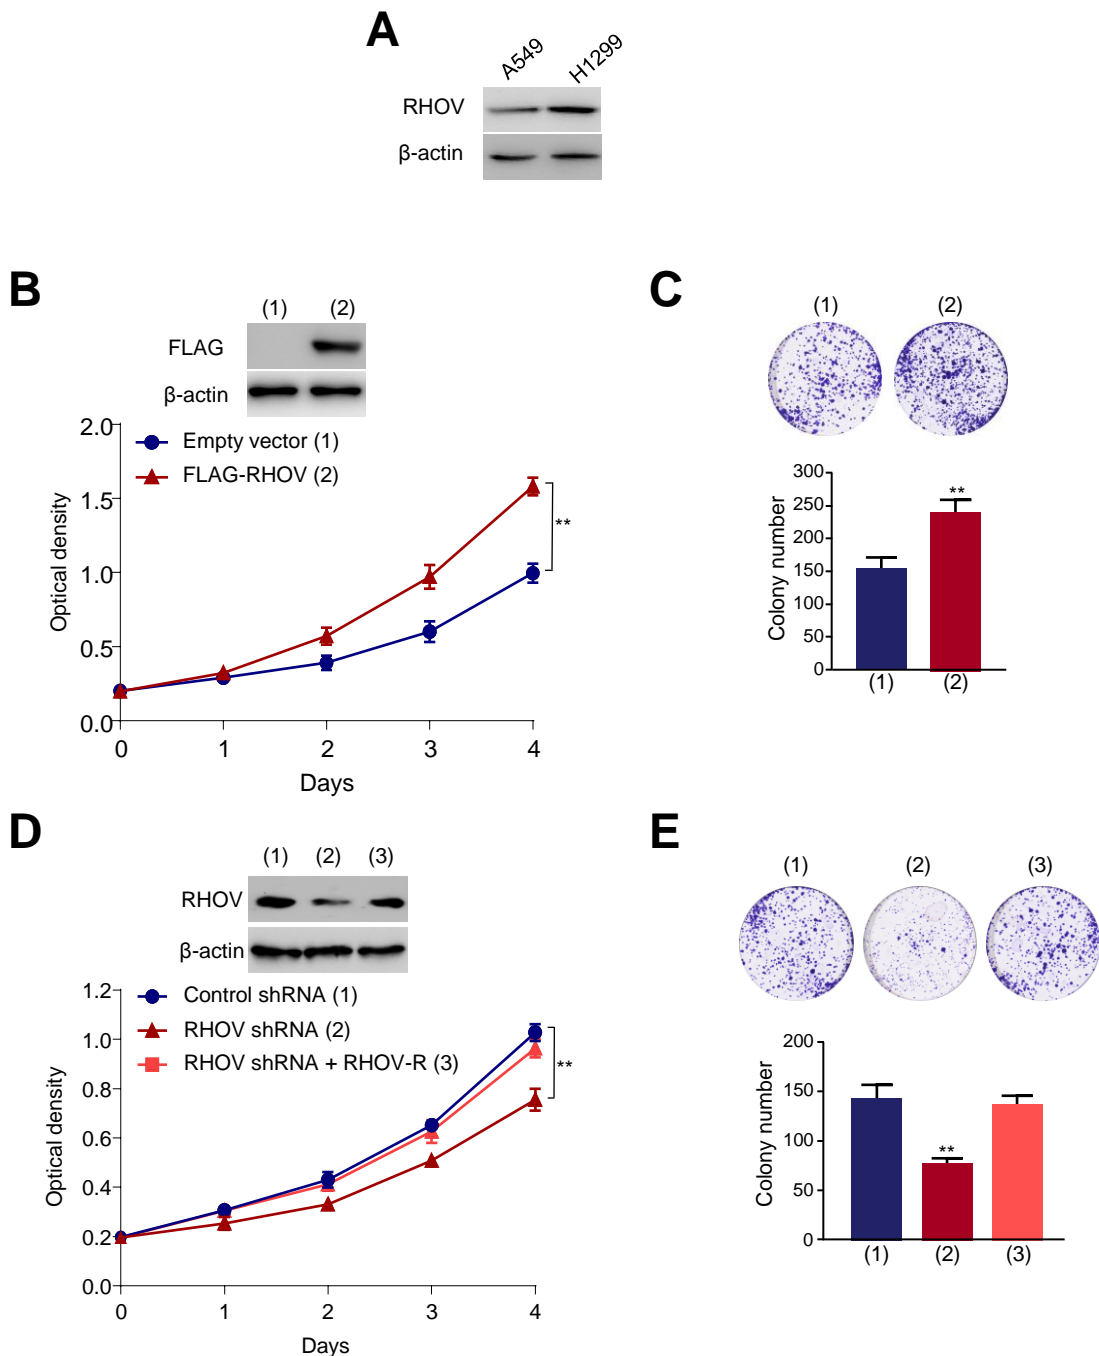 A
A549 H1299
RHOV
β-actin
B
(1) (2)
FLAG
β-actin
2.0
1.5
1.0
0.5
0.0
Optical density
Empty vector (1)
FLAG-RHOV (2)
**
0 1 2 3 4
Days
C
(1) (2)
300
250
200
150
100
50
0
Colony number
**
(1) (2)
D
(1) (2) (3)
RHOV
β-actin
1.2
1.0
0.8
0.6
0.4
0.2
0.0
Optical density
Control shRNA (1)
RHOV shRNA (2)
RHOV shRNA + RHOV-R (3)
**
0 1 2 3 4
Days
E
(1) (2) (3)
200
150
100
50
0
Colony number
**
(1) (2) (3)